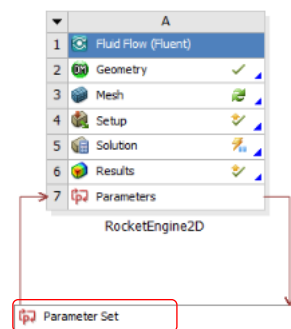 A
1 Fluid Flow (Fluent)
2 DM Geometry
3 Mesh
4 Setup
5 Solution
6 Results
7 Parameters
RocketEngine2D
Parameter Set